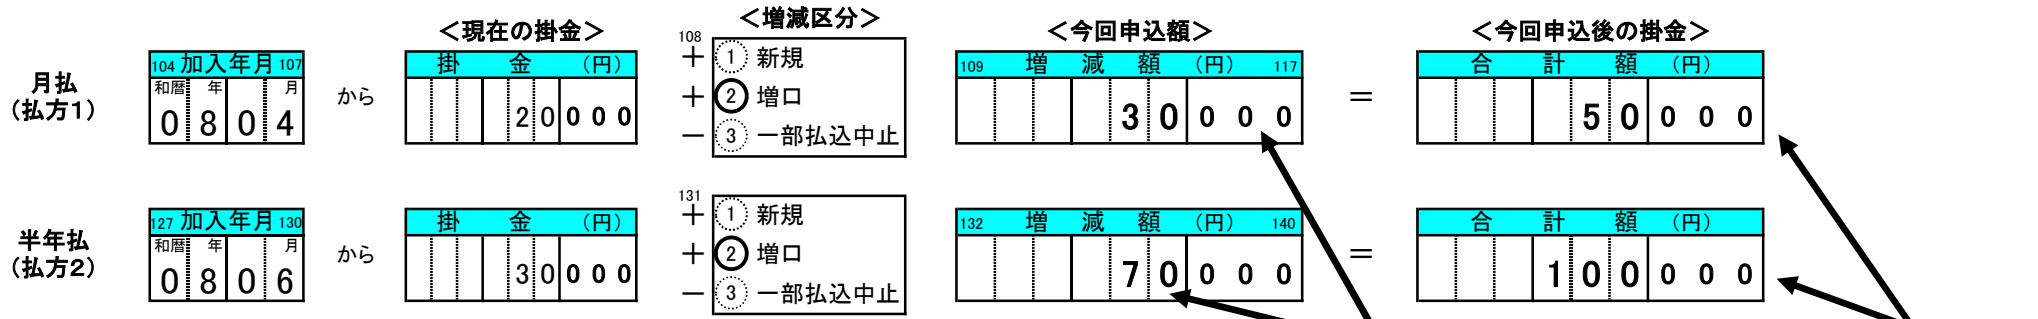 ＜現在の掛金＞ ＜増減区分＞ ＜今回申込額＞ ＜今回申込後の掛金＞
月払
（払方1）
104 加入年月 107
和暦 年 月
0 8 0 4
から
掛 金 （円）
2 0 0 0 0
108
＋ 1 新規
＋ 2 増口
－ 3 一部払込中止
109 増 減 額 （円） 117
3 0 0 0 0
＝
合 計 額 （円）
5 0 0 0 0
半年払
（払方2）
127 加入年月 130
和暦 年 月
0 8 0 6
から
掛 金 （円）
3 0 0 0 0
131
＋ 1 新規
＋ 2 増口
－ 3 一部払込中止
132 増 減 額 （円） 140
7 0 0 0 0
＝
合 計 額 （円）
1 0 0 0 0 0